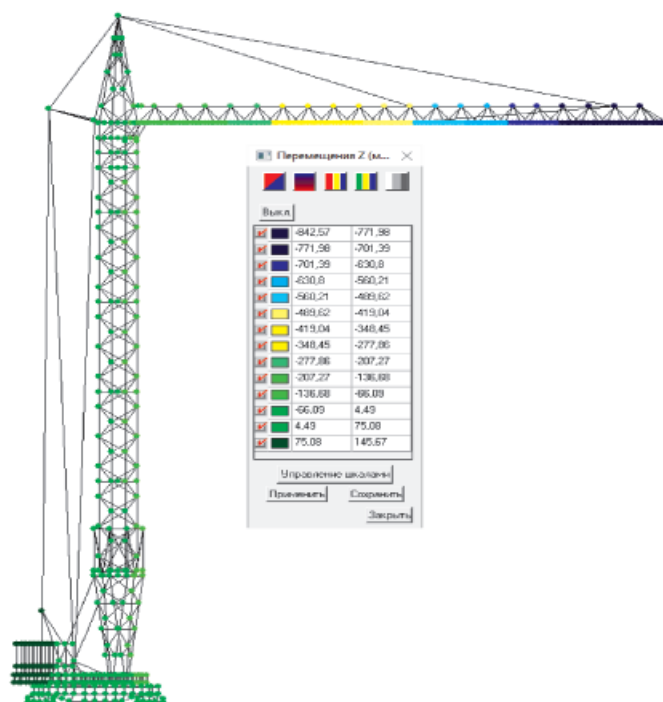 Перемещения Z (м...
Выкл.
-842,57 -771,98
-771,98 -701,39
-701,39 -630,8
-630,8 -560,21
-560,21 -489,62
-489,62 -419,04
-419,04 -348,45
-348,45 -277,86
-277,86 -207,27
-207,27 -136,68
-136,68 -66,09
-66,09 4,49
4,49 75,08
75,08 145,67
Управление шкалами
Применить Сохранить
Закрыть